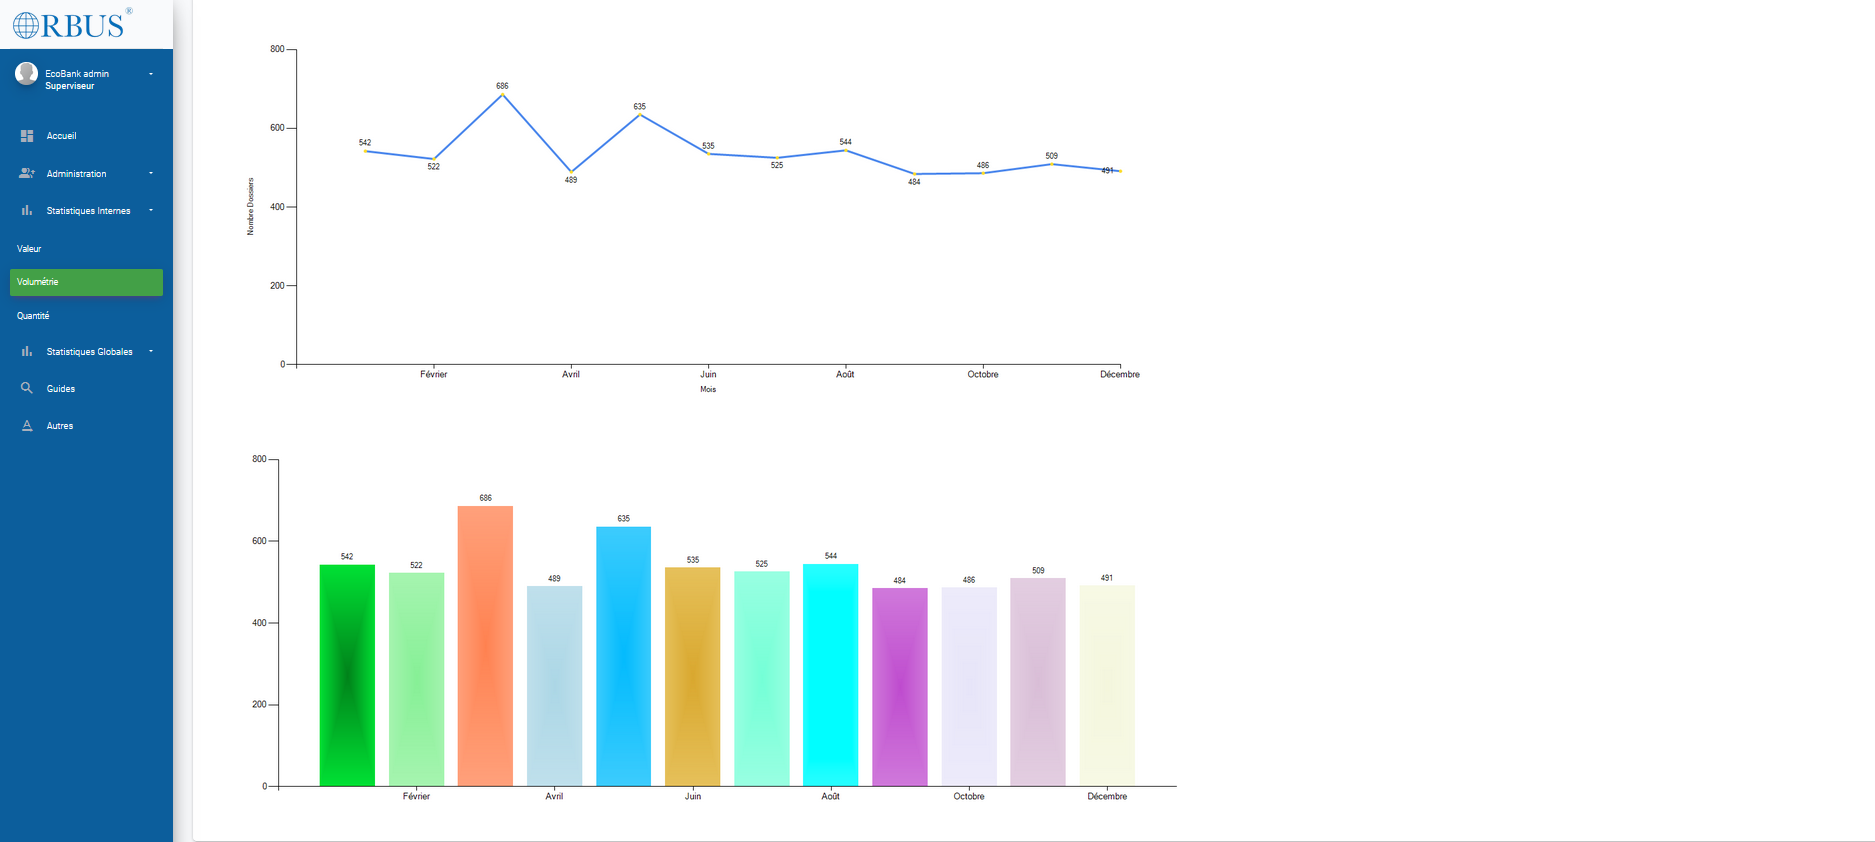 ORBUS®
EcoBank admin
Superviseur
Accueil
Administration
Statistiques Internes
Valeur
Volumétrie
Quantité
Statistiques Globales
Guides
Autres
800
600
400
200
0
Nombre Dossiers
542
522
686
489
635
535
525
544
484
486
509
491
Février
Avril
Juin
Août
Octobre
Décembre
Mois
800
600
400
200
0
542
522
686
489
635
535
525
544
484
486
509
491
Février
Avril
Juin
Août
Octobre
Décembre